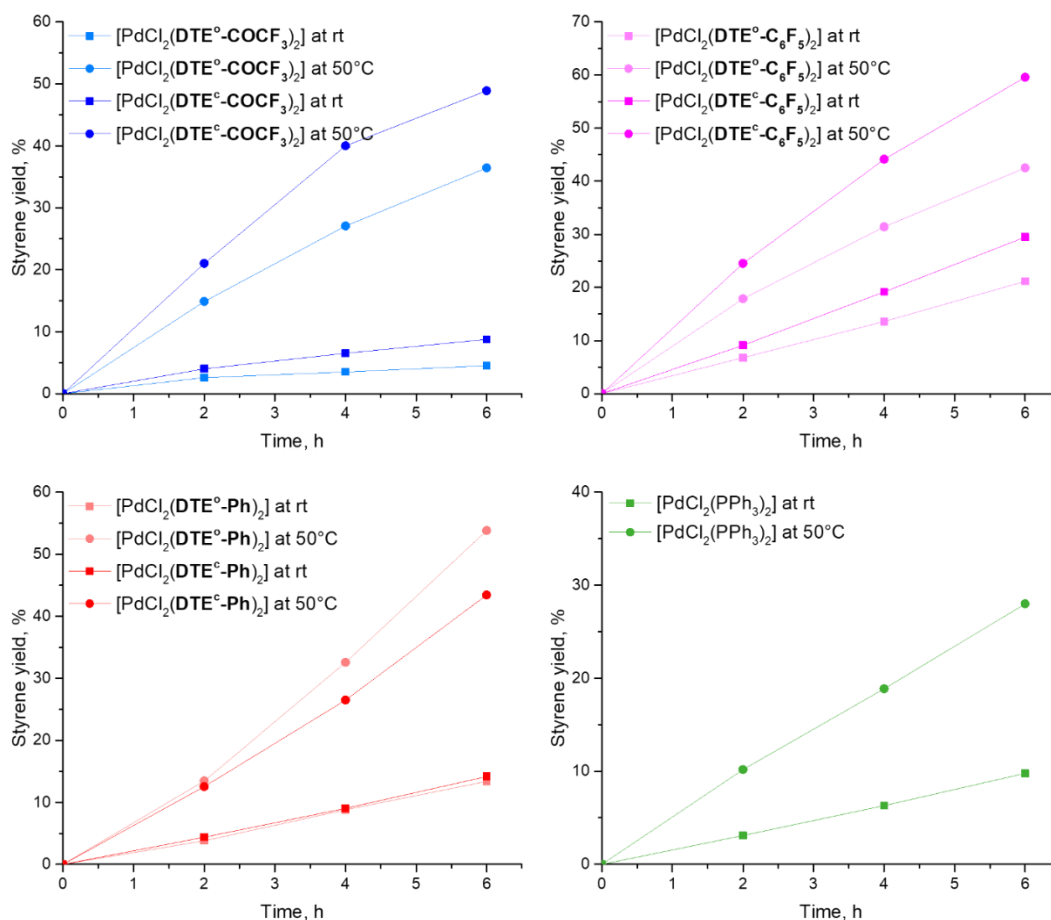 [PdCl₂(DTEᵒ-COCF₃)₂] at rt
[PdCl₂(DTEᵒ-COCF₃)₂] at 50°C
[PdCl₂(DTEᶜ-COCF₃)₂] at rt
[PdCl₂(DTEᶜ-COCF₃)₂] at 50°C
60
50
40
30
20
10
0
Styrene yield, %
0 1 2 3 4 5 6
Time, h
[PdCl₂(DTEᵒ-C₆F₅)₂] at rt
[PdCl₂(DTEᵒ-C₆F₅)₂] at 50°C
[PdCl₂(DTEᶜ-C₆F₅)₂] at rt
[PdCl₂(DTEᶜ-C₆F₅)₂] at 50°C
70
60
50
40
30
20
10
0
Styrene yield, %
0 1 2 3 4 5 6
Time, h
[PdCl₂(DTEᵒ-Ph)₂] at rt
[PdCl₂(DTEᵒ-Ph)₂] at 50°C
[PdCl₂(DTEᶜ-Ph)₂] at rt
[PdCl₂(DTEᶜ-Ph)₂] at 50°C
60
50
40
30
20
10
0
Styrene yield, %
0 1 2 3 4 5 6
Time, h
[PdCl₂(PPh₃)₂] at rt
[PdCl₂(PPh₃)₂] at 50°C
40
30
20
10
0
Styrene yield, %
0 1 2 3 4 5 6
Time, h